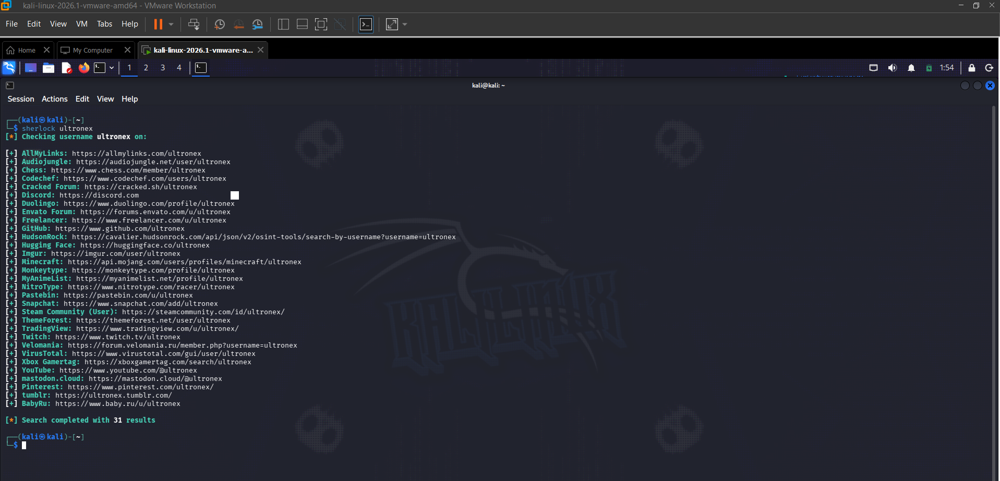 kali-linux-2026.1-vmware-amd64 - VMware Workstation
File Edit View VM Tabs Help
Home My Computer kali-linux-2026.1-vmware-a...
1 2 3 4 1:54
kali@kali: ~
Session Actions Edit View Help
┌──(kali㉿kali)-[~]
└─$ sherlock ultronex
[*] Checking username ultronex on:
[+] AllMyLinks: https://allmylinks.com/ultronex
[+] Audiojungle: https://audiojungle.net/user/ultronex
[+] Chess: https://www.chess.com/member/ultronex
[+] Codechef: https://www.codechef.com/users/ultronex
[+] Cracked Forum: https://cracked.sh/ultronex
[+] Discord: https://discord.com
[+] Duolingo: https://www.duolingo.com/profile/ultronex
[+] Envato Forum: https://forums.envato.com/u/ultronex
[+] Freelancer: https://www.freelancer.com/u/ultronex
[+] GitHub: https://www.github.com/ultronex
[+] HudsonRock: https://cavalier.hudsonrock.com/api/json/v2/osint-tools/search-by-username?username=ultronex
[+] Hugging Face: https://huggingface.co/ultronex
[+] Imgur: https://imgur.com/user/ultronex
[+] Minecraft: https://api.mojang.com/users/profiles/minecraft/ultronex
[+] Monkeytype: https://monkeytype.com/profile/ultronex
[+] MyAnimeList: https://myanimelist.net/profile/ultronex
[+] NitroType: https://www.nitrotype.com/racer/ultronex
[+] Pastebin: https://pastebin.com/u/ultronex
[+] Snapchat: https://www.snapchat.com/add/ultronex
[+] Steam Community (User): https://steamcommunity.com/id/ultronex/
[+] ThemeForest: https://themeforest.net/user/ultronex
[+] TradingView: https://www.tradingview.com/u/ultronex/
[+] Twitch: https://www.twitch.tv/ultronex
[+] Velomania: https://forum.velomania.ru/member.php?username=ultronex
[+] VirusTotal: https://www.virustotal.com/gui/user/ultronex
[+] Xbox Gamertag: https://xboxgamertag.com/search/ultronex
[+] YouTube: https://www.youtube.com/@ultronex
[+] mastodon.cloud: https://mastodon.cloud/@ultronex
[+] Pinterest: https://www.pinterest.com/ultronex/
[+] tumblr: https://ultronex.tumblr.com/
[+] BabyRu: https://www.baby.ru/u/ultronex
[*] Search completed with 31 results
┌──(kali㉿kali)-[~]
└─$
KALI LINUX